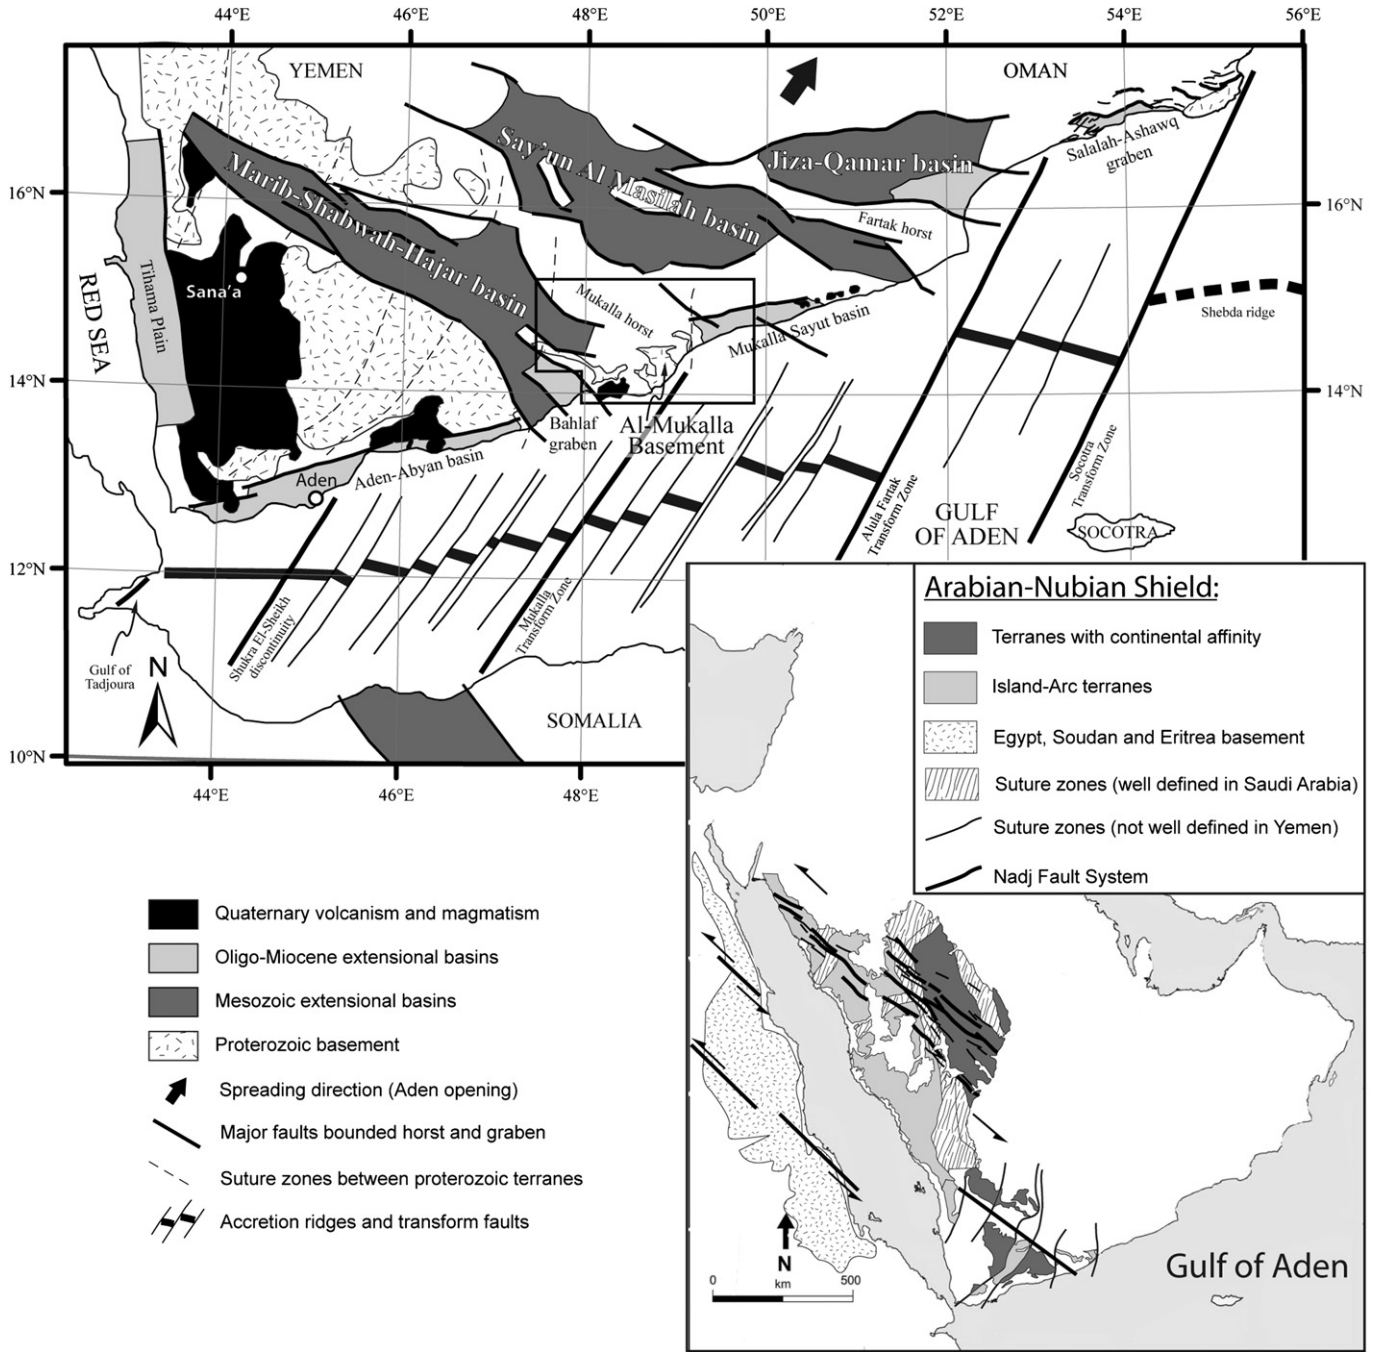 44°E 46°E 48°E 50°E 52°E 54°E 56°E
YEMEN
OMAN
Say'un Al Masilah basin
Jiza-Qamar basin
Salalah-Ashawq
graben
Marib-Shabwah-Hajar basin
16°N
16°N
Fartak horst
RED SEA
Tihama Plain
Sana'a
Mukalla horst
Mukalla Sayut basin
Shebda ridge
14°N
14°N
Bahlaf
graben
Al-Mukalla
Basement
Aden
Aden-Abyan basin
Alula Fartak
Transform Zone
Socotra
Transform Zone
GULF
OF ADEN
SOCOTRA
12°N
Shukra El-Sheikh
discontinuity
Mukalla
Transform Zone
Gulf of
Tadjoura
N
SOMALIA
10°N
44°E 46°E 48°E
Quaternary volcanism and magmatism
Oligo-Miocene extensional basins
Mesozoic extensional basins
Proterozoic basement
Spreading direction (Aden opening)
Major faults bounded horst and graben
Suture zones between proterozoic terranes
Accretion ridges and transform faults
Arabian-Nubian Shield:
Terranes with continental affinity
Island-Arc terranes
Egypt, Soudan and Eritrea basement
Suture zones (well defined in Saudi Arabia)
Suture zones (not well defined in Yemen)
Nadj Fault System
N
0 km 500
Gulf of Aden